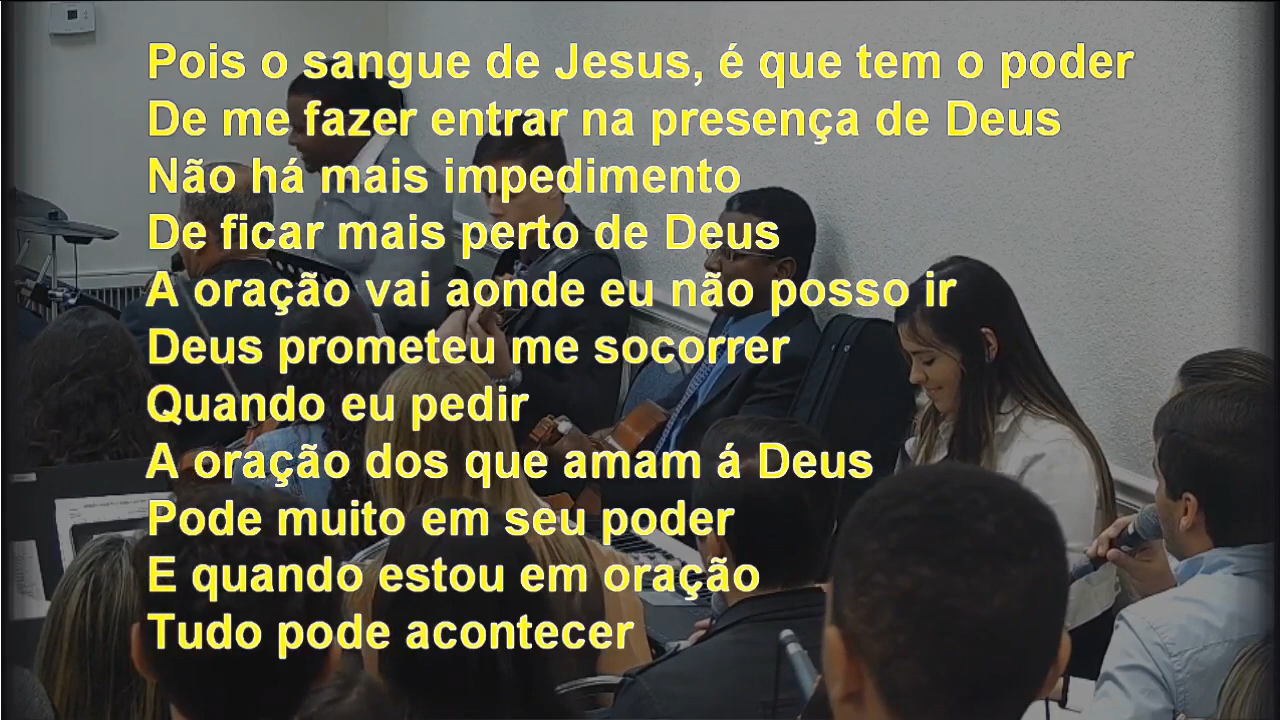 Pois o sangue de Jesus, é que tem o poder
De me fazer entrar na presença de Deus
Não há mais impedimento
De ficar mais perto de Deus
A oração vai aonde eu não posso ir
Deus prometeu me socorrer
Quando eu pedir
A oração dos que amam á Deus
Pode muito em seu poder
E quando estou em oração
Tudo pode acontecer